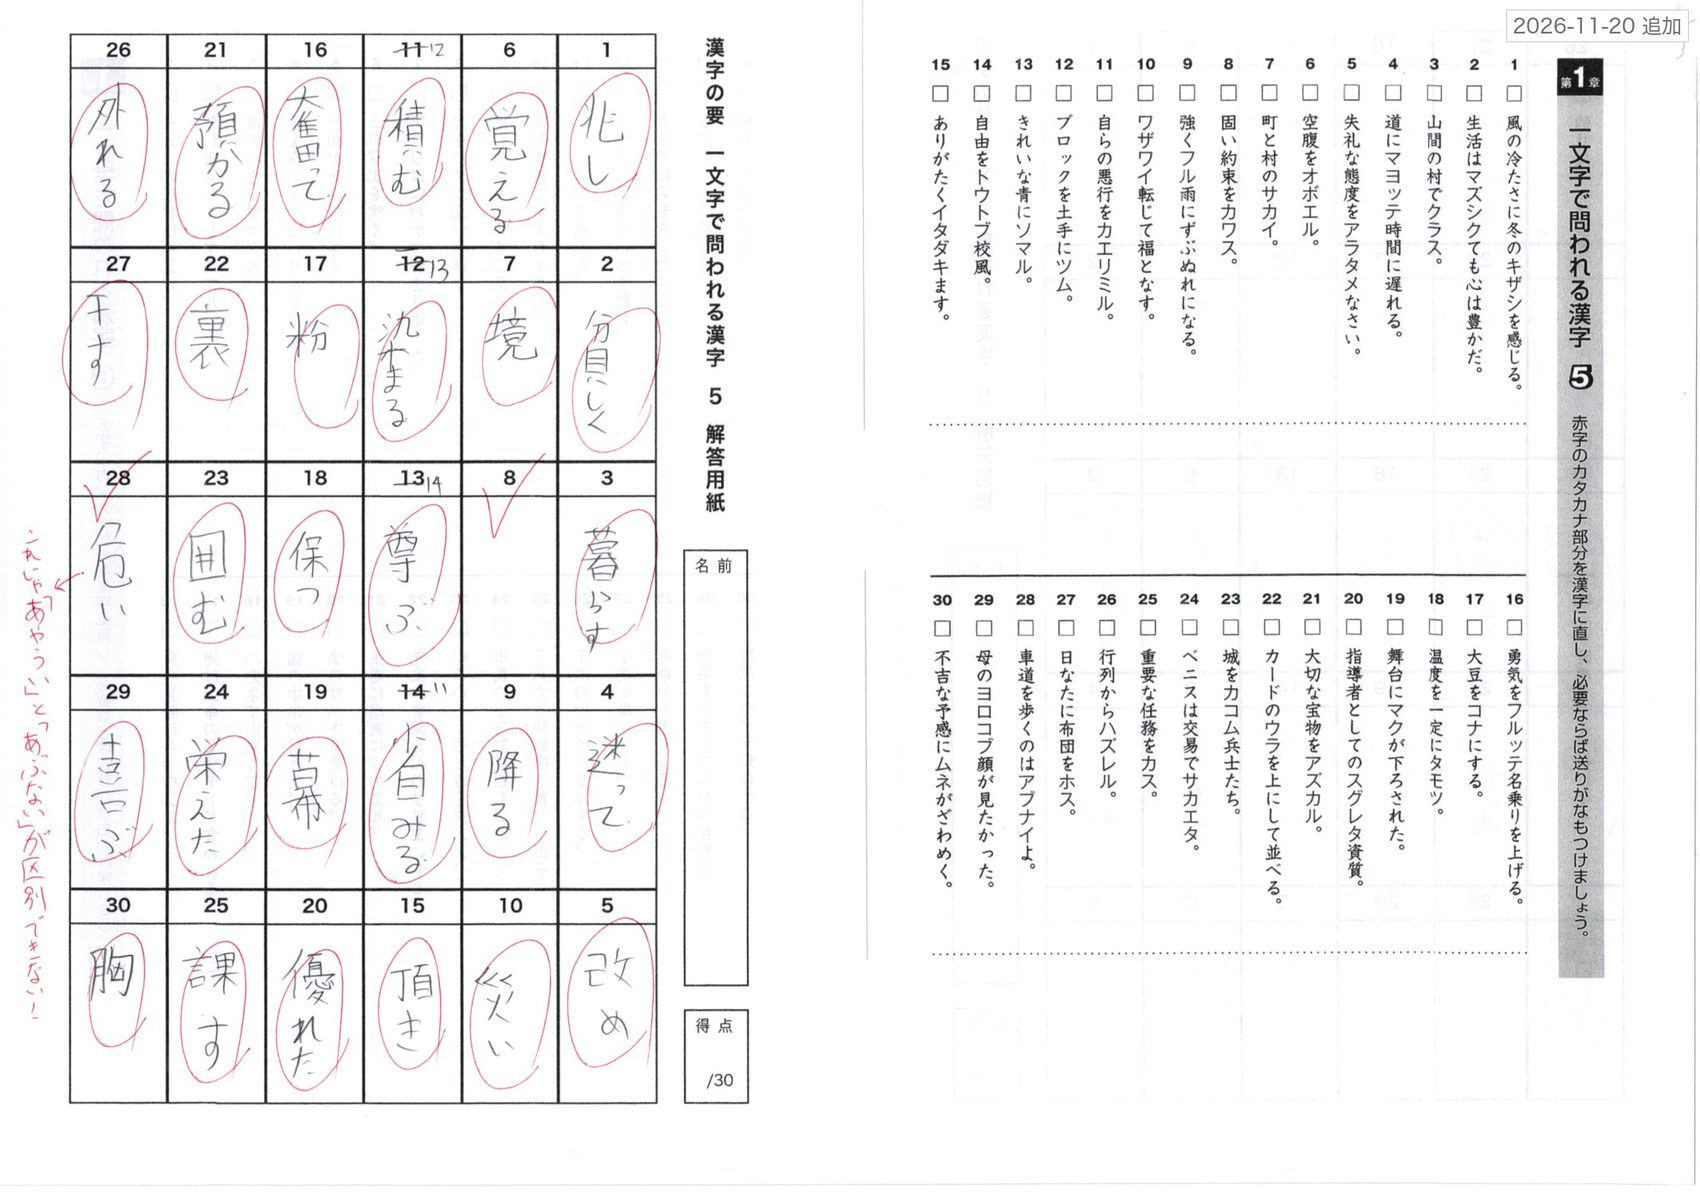 2026-11-20 追加
第1章 一文字で問われる漢字 5 赤字のカタカナ部分を漢字に直し、必要ならば送りがなもつけましょう。
1 □ 風の冷たさに冬のキザシを感じる。
2 □ 生活はマズシクても心は豊かだ。
3 □ 山間の村でクラス。
4 □ 道にマヨッテ時間に遅れる。
5 □ 失礼な態度をアラタメなさい。
6 □ 空腹をオボエル。
7 □ 町と村のサカイ。
8 □ 固い約束をカワス。
9 □ 強くフル雨にずぶぬれになる。
10 □ ワザワイ転じて福となす。
11 □ 自らの悪行をカエリミル。
12 □ ブロックを土手にツム。
13 □ きれいな青にソマル。
14 □ 自由をトウトブ校風。
15 □ ありがたくイタダキます。
16 □ 勇気をフルッテ名乗りを上げる。
17 □ 大豆をコナにする。
18 □ 温度を一定にタモツ。
19 □ 舞台にマクが下ろされた。
20 □ 指導者としてのスグレタ資質。
21 □ 大切な宝物をアズカル。
22 □ カードのウラを上にして並べる。
23 □ 城をカコム兵士たち。
24 □ ベニスは交易でサカエタ。
25 □ 重要な任務をカス。
26 □ 行列からハズレル。
27 □ 日なたに布団をホス。
28 □ 車道を歩くのはアブナイよ。
29 □ 母のヨロコブ顔が見たかった。
30 □ 不吉な予感にムネがざわめく。
漢字の要 一文字で問われる漢字 5 解答用紙
名前
得点
/30
1
兆し
2
貧しく
3
暮らす
4
迷って
5
改め
6
覚える
7
境
8
9
降る
10
災い
11 12
積む
12 13
染まる
13 14
尊ぶ
14 11
省みる
15
頂き
16
奮って
17
粉
18
保つ
19
幕
20
優れた
21
預かる
22
裏
23
囲む
24
栄えた
25
課す
26
外れる
27
干す
28
危い
29
喜ぶ
30
胸
これじゃあ「あやうい」と「あぶない」が区別できない!